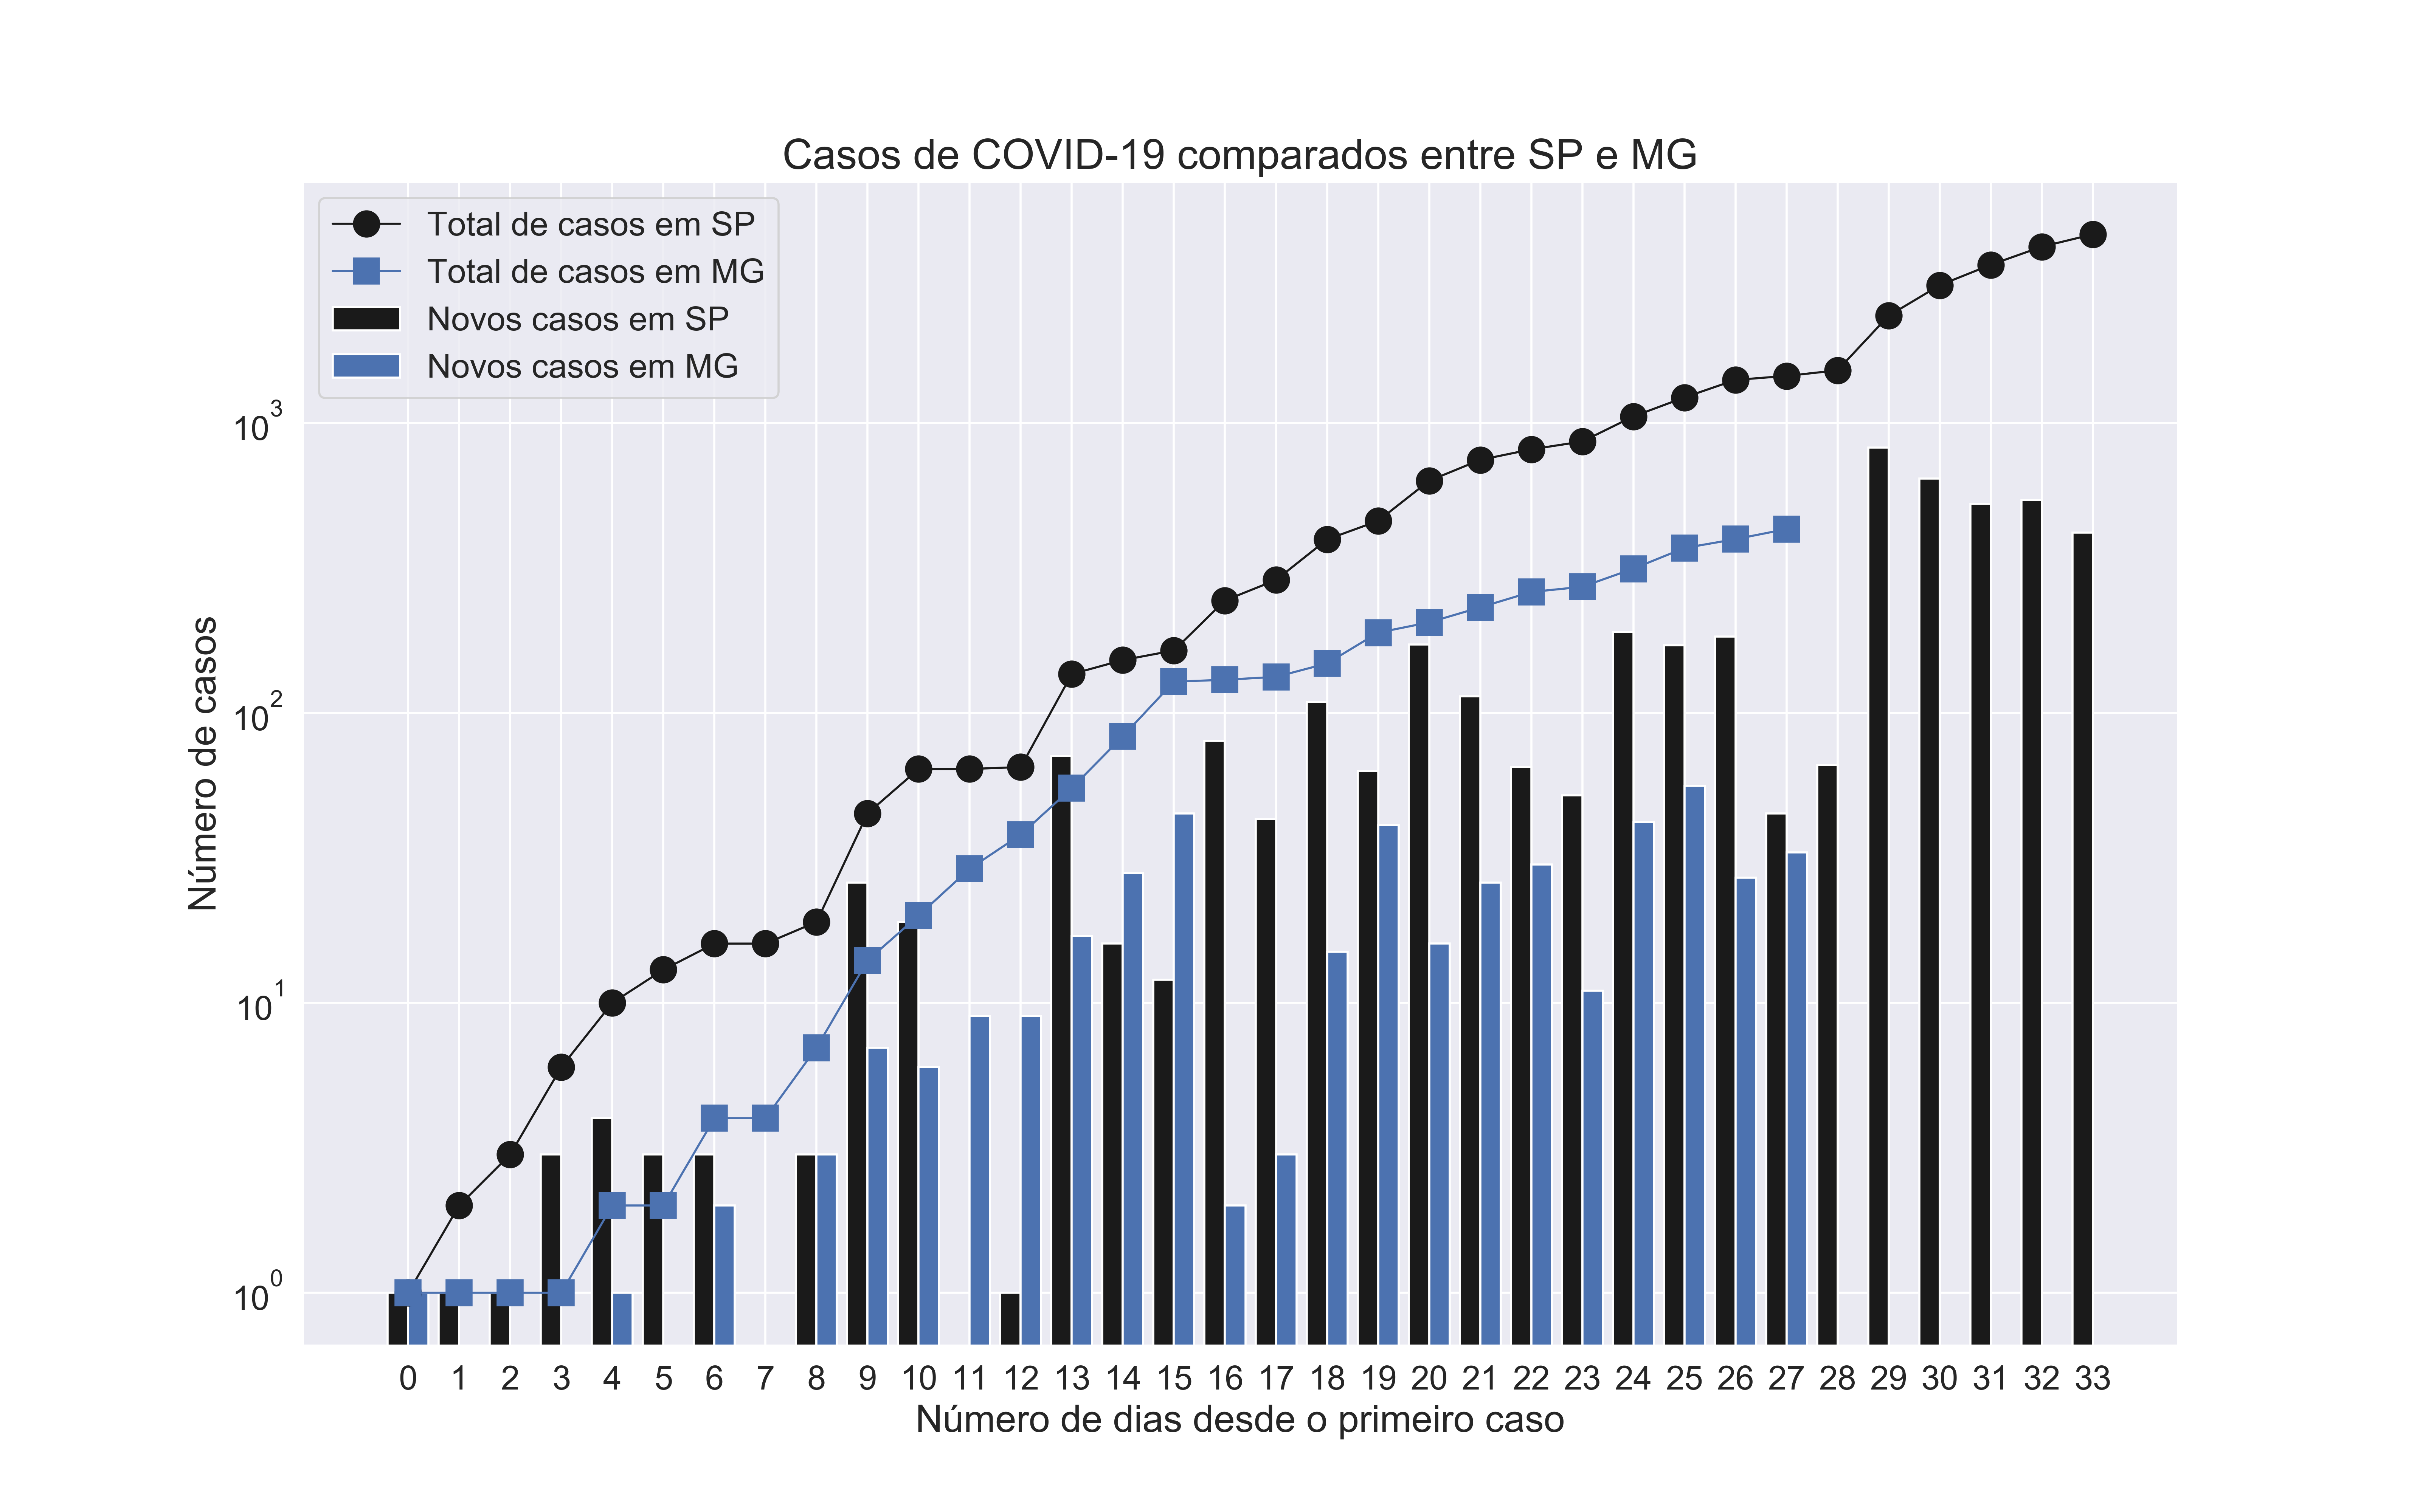 Casos de COVID-19 comparados entre SP e MG
Total de casos em SP
Total de casos em MG
Novos casos em SP
Novos casos em MG
10³
10²
10¹
10⁰
Número de casos
0 1 2 3 4 5 6 7 8 9 10 11 12 13 14 15 16 17 18 19 20 21 22 23 24 25 26 27 28 29 30 31 32 33
Número de dias desde o primeiro caso